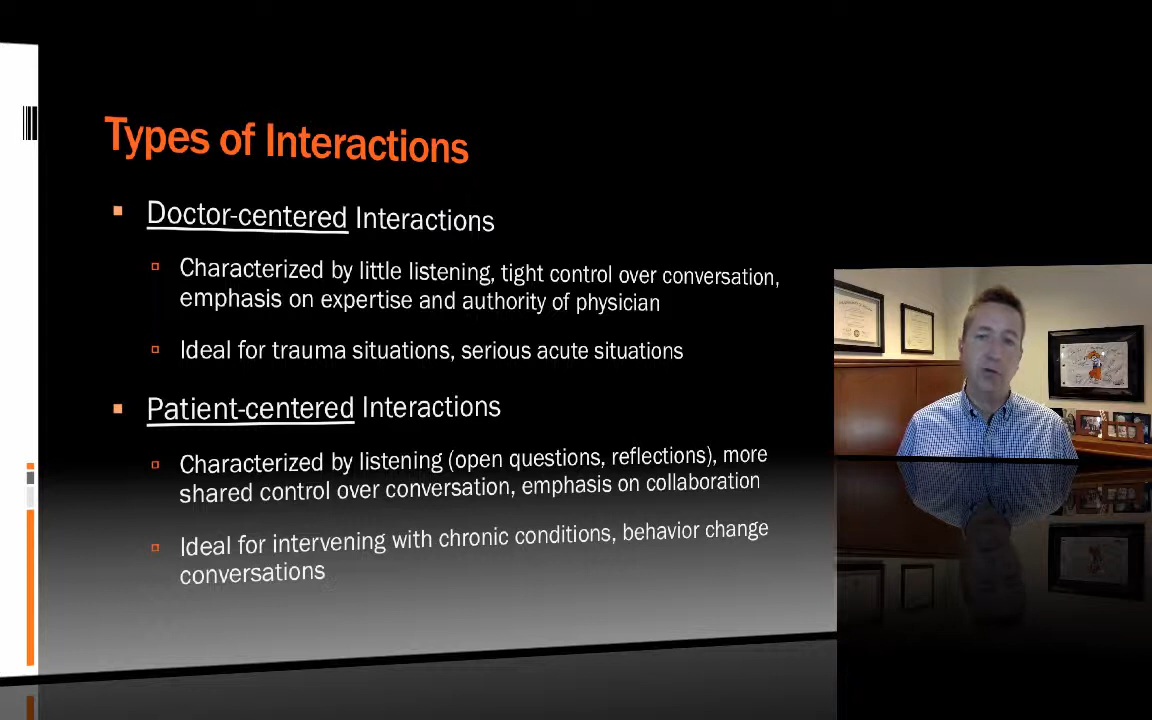 Types of Interactions
Doctor-centered Interactions
Characterized by little listening, tight control over conversation,
emphasis on expertise and authority of physician
Ideal for trauma situations, serious acute situations
Patient-centered Interactions
Characterized by listening (open questions, reflections), more
shared control over conversation, emphasis on collaboration
Ideal for intervening with chronic conditions, behavior change
conversations